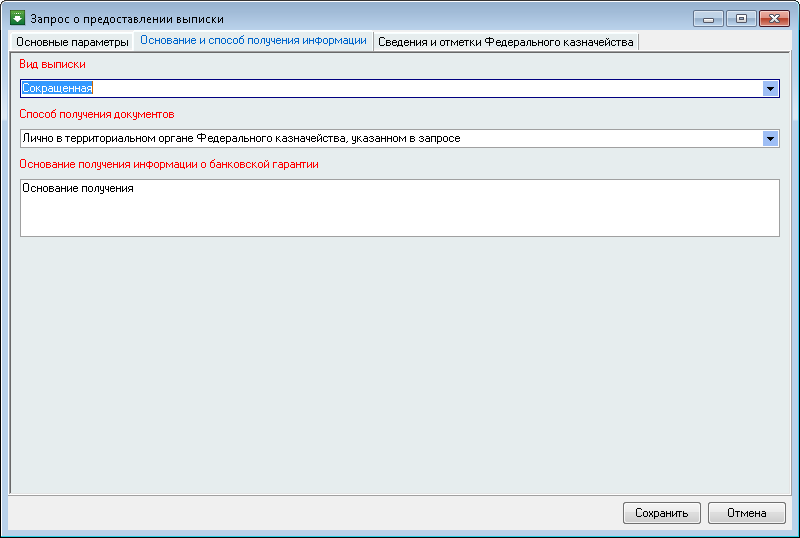 Запрос о предоставлении выписки
Основные параметры Основание и способ получения информации Сведения и отметки Федерального казначейства
Вид выписки
Сокращенная
Способ получения документов
Лично в территориальном органе Федерального казначейства, указанном в запросе
Основание получения информации о банковской гарантии
Основание получения
Сохранить Отмена